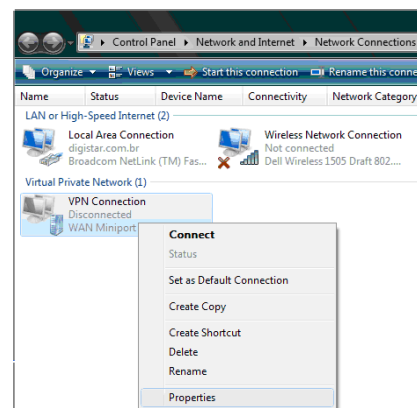 Control Panel Network and Internet Network Connections
Organize Views Start this connection Rename this conne
Name Status Device Name Connectivity Network Category
LAN or High-Speed Internet (2)
Local Area Connection
digistar.com.br
Broadcom NetLink (TM) Fas...
Wireless Network Connection
Not connected
Dell Wireless 1505 Draft 802....
Virtual Private Network (1)
VPN Connection
Disconnected
WAN Miniport
Connect
Status
Set as Default Connection
Create Copy
Create Shortcut
Delete
Rename
Properties